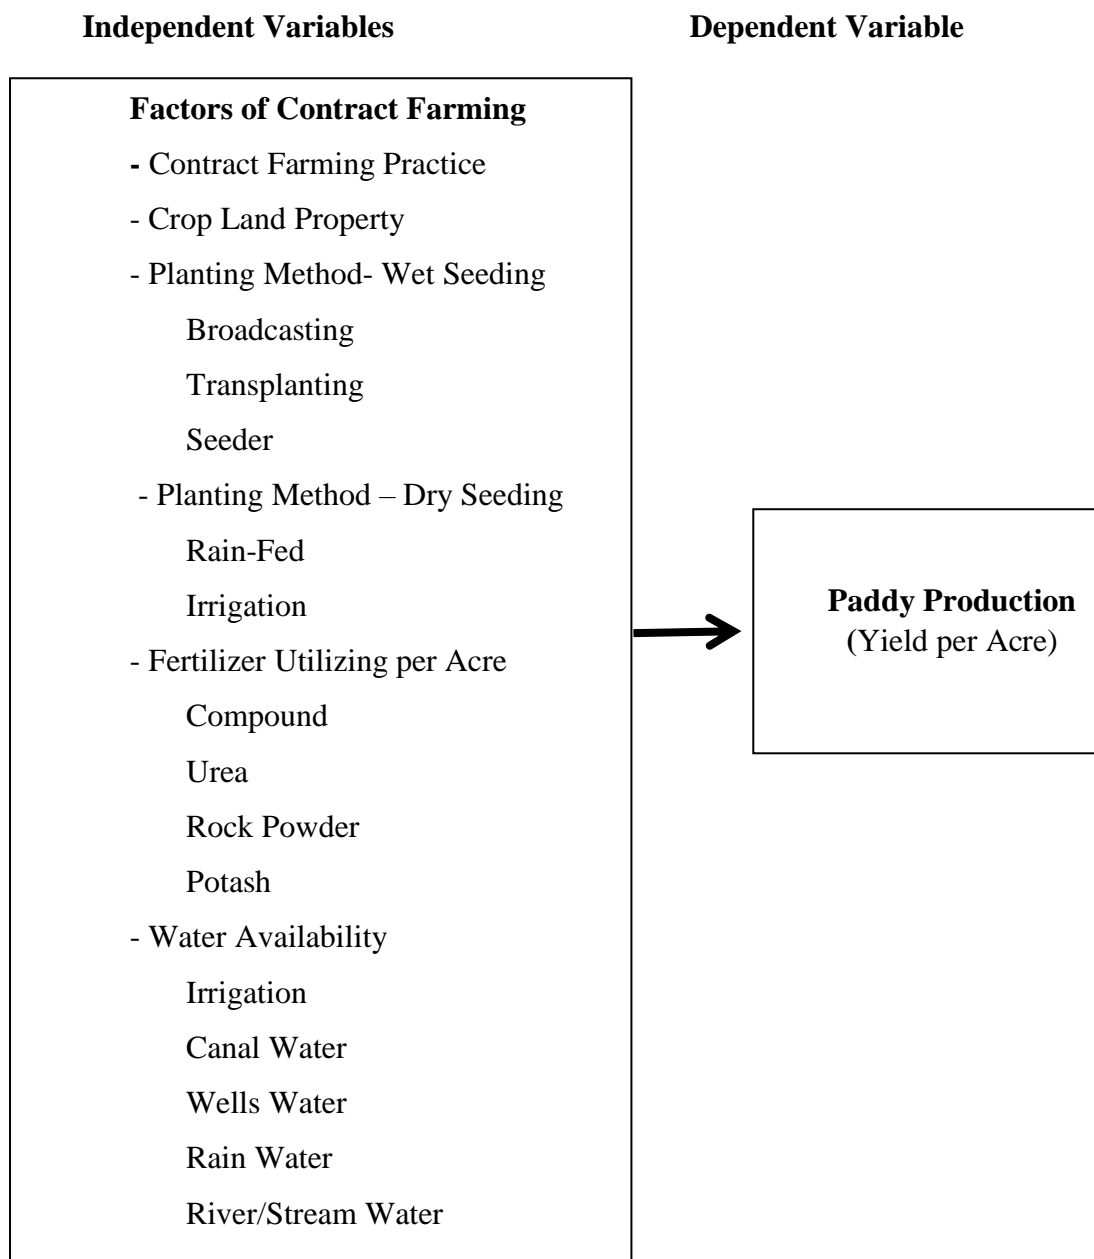 Independent Variables
Dependent Variable
Factors of Contract Farming
- Contract Farming Practice
- Crop Land Property
- Planting Method- Wet Seeding
Broadcasting
Transplanting
Seeder
- Planting Method – Dry Seeding
Rain-Fed
Irrigation
- Fertilizer Utilizing per Acre
Compound
Urea
Rock Powder
Potash
- Water Availability
Irrigation
Canal Water
Wells Water
Rain Water
River/Stream Water
Paddy Production
(Yield per Acre)